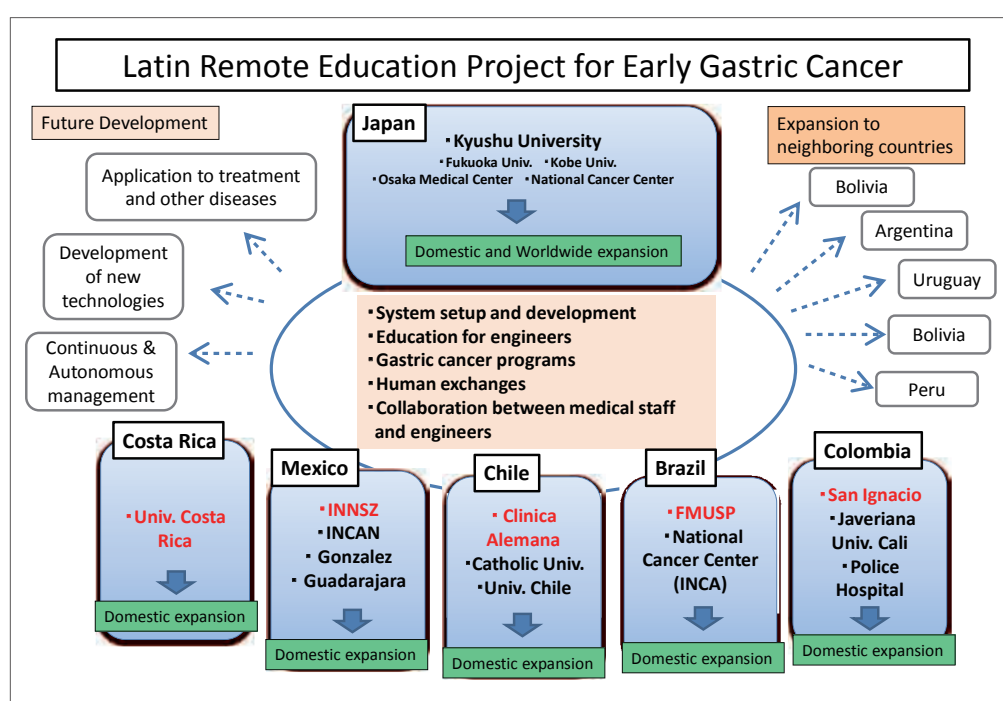 Latin Remote Education Project for Early Gastric Cancer
Future Development
Application to treatment
and other diseases
Development
of new
technologies
Continuous &
Autonomous
management
Japan
・Kyushu University
・Fukuoka Univ. ・Kobe Univ.
・Osaka Medical Center ・National Cancer Center
Domestic and Worldwide expansion
Expansion to
neighboring countries
Bolivia
Argentina
Uruguay
Bolivia
Peru
・System setup and development
・Education for engineers
・Gastric cancer programs
・Human exchanges
・Collaboration between medical staff
and engineers
Costa Rica
・Univ. Costa
Rica
Domestic expansion
Mexico
・INNSZ
・INCAN
・Gonzalez
・Guadarajara
Domestic expansion
Chile
・Clinica
Alemana
・Catholic Univ.
・Univ. Chile
Domestic expansion
Brazil
・FMUSP
・National
Cancer Center
(INCA)
Domestic expansion
Colombia
・San Ignacio
・Javeriana
Univ. Cali
・Police
Hospital
Domestic expansion